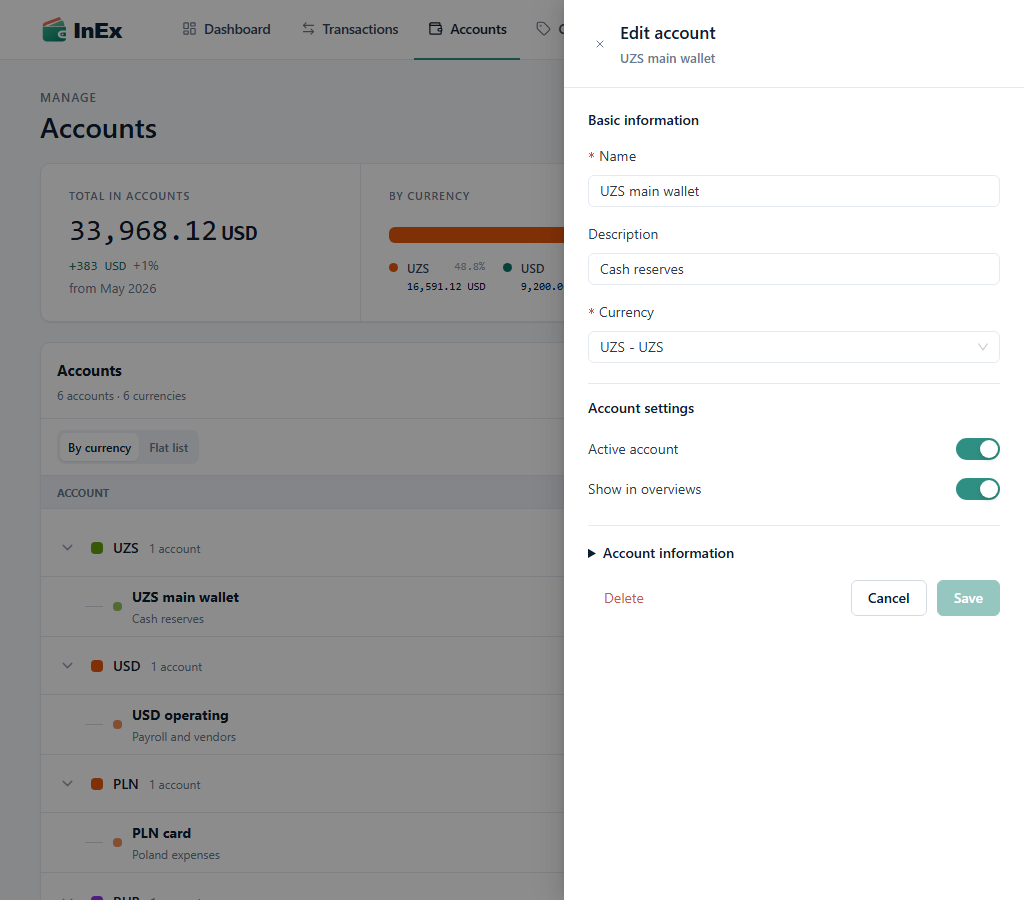 InEx
Dashboard
Transactions
Accounts
MANAGE
Accounts
TOTAL IN ACCOUNTS
33,968.12 USD
+383 USD +1%
from May 2026
BY CURRENCY
UZS 48.8%
16,591.12 USD
USD
Accounts
6 accounts · 6 currencies
By currency
Flat list
ACCOUNT
UZS 1 account
UZS main wallet
Cash reserves
USD 1 account
USD operating
Payroll and vendors
PLN 1 account
PLN card
Poland expenses
Edit account
UZS main wallet
Basic information
* Name
UZS main wallet
Description
Cash reserves
* Currency
UZS - UZS
Account settings
Active account
Show in overviews
Account information
Delete
Cancel
Save